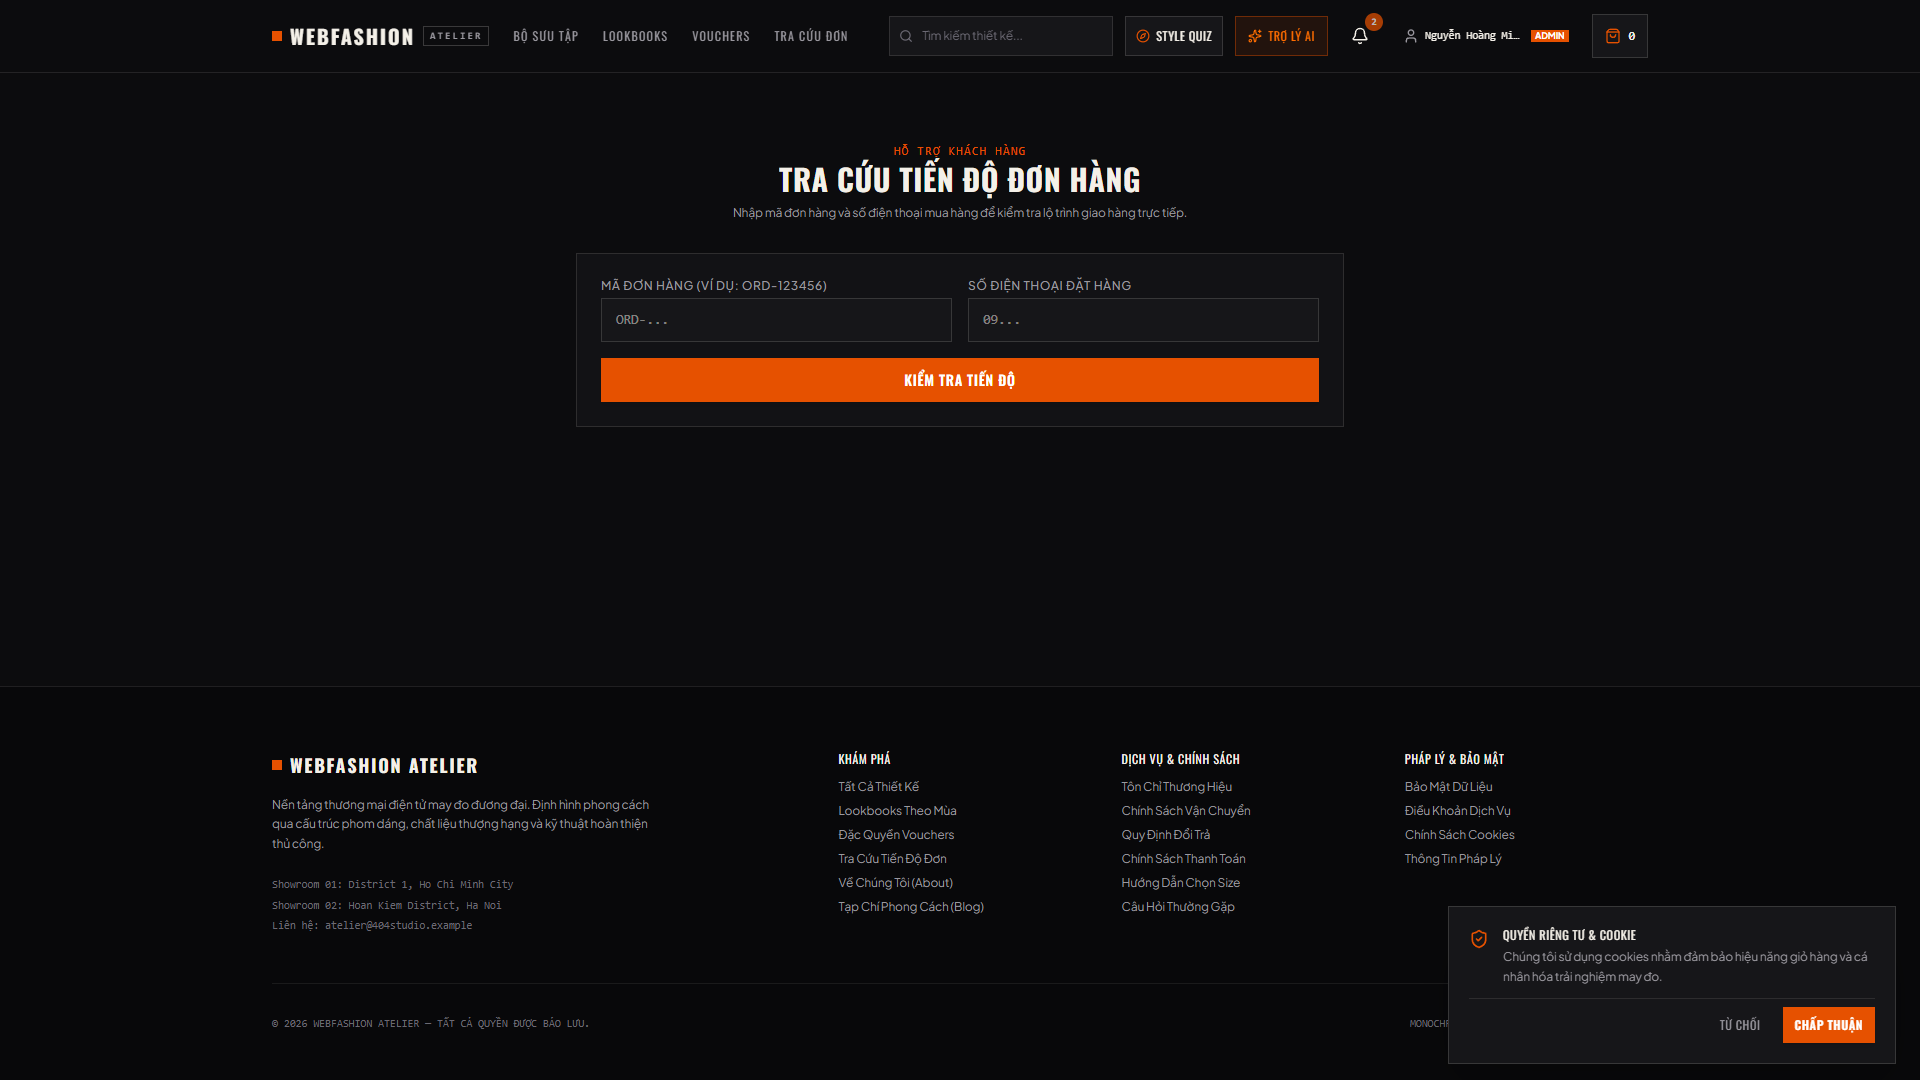 WEBFASHION ATELIER
BỘ SƯU TẬP
LOOKBOOKS
VOUCHERS
TRA CỨU ĐƠN
Tìm kiếm thiết kế...
STYLE QUIZ
TRỢ LÝ AI
2
Nguyễn Hoàng Mi…
ADMIN
0
HỖ TRỢ KHÁCH HÀNG
TRA CỨU TIẾN ĐỘ ĐƠN HÀNG
Nhập mã đơn hàng và số điện thoại mua hàng để kiểm tra lộ trình giao hàng trực tiếp.
MÃ ĐƠN HÀNG (VÍ DỤ: ORD-123456)
ORD-...
SỐ ĐIỆN THOẠI ĐẶT HÀNG
09...
KIỂM TRA TIẾN ĐỘ
WEBFASHION ATELIER
Nền tảng thương mại điện tử may đo đương đại. Định hình phong cách
qua cấu trúc phom dáng, chất liệu thượng hạng và kỹ thuật hoàn thiện
thủ công.
Showroom 01: District 1, Ho Chi Minh City
Showroom 02: Hoan Kiem District, Ha Noi
Liên hệ: atelier@404studio.example
KHÁM PHÁ
Tất Cả Thiết Kế
Lookbooks Theo Mùa
Đặc Quyền Vouchers
Tra Cứu Tiến Độ Đơn
Về Chúng Tôi (About)
Tạp Chí Phong Cách (Blog)
DỊCH VỤ & CHÍNH SÁCH
Tôn Chỉ Thương Hiệu
Chính Sách Vận Chuyển
Quy Định Đổi Trả
Chính Sách Thanh Toán
Hướng Dẫn Chọn Size
Câu Hỏi Thường Gặp
PHÁP LÝ & BẢO MẬT
Bảo Mật Dữ Liệu
Điều Khoản Dịch Vụ
Chính Sách Cookies
Thông Tin Pháp Lý
© 2026 WEBFASHION ATELIER — TẤT CẢ QUYỀN ĐƯỢC BẢO LƯU.
QUYỀN RIÊNG TƯ & COOKIE
Chúng tôi sử dụng cookies nhằm đảm bảo hiệu năng giỏ hàng và cá
nhân hóa trải nghiệm may đo.
TỪ CHỐI
CHẤP THUẬN